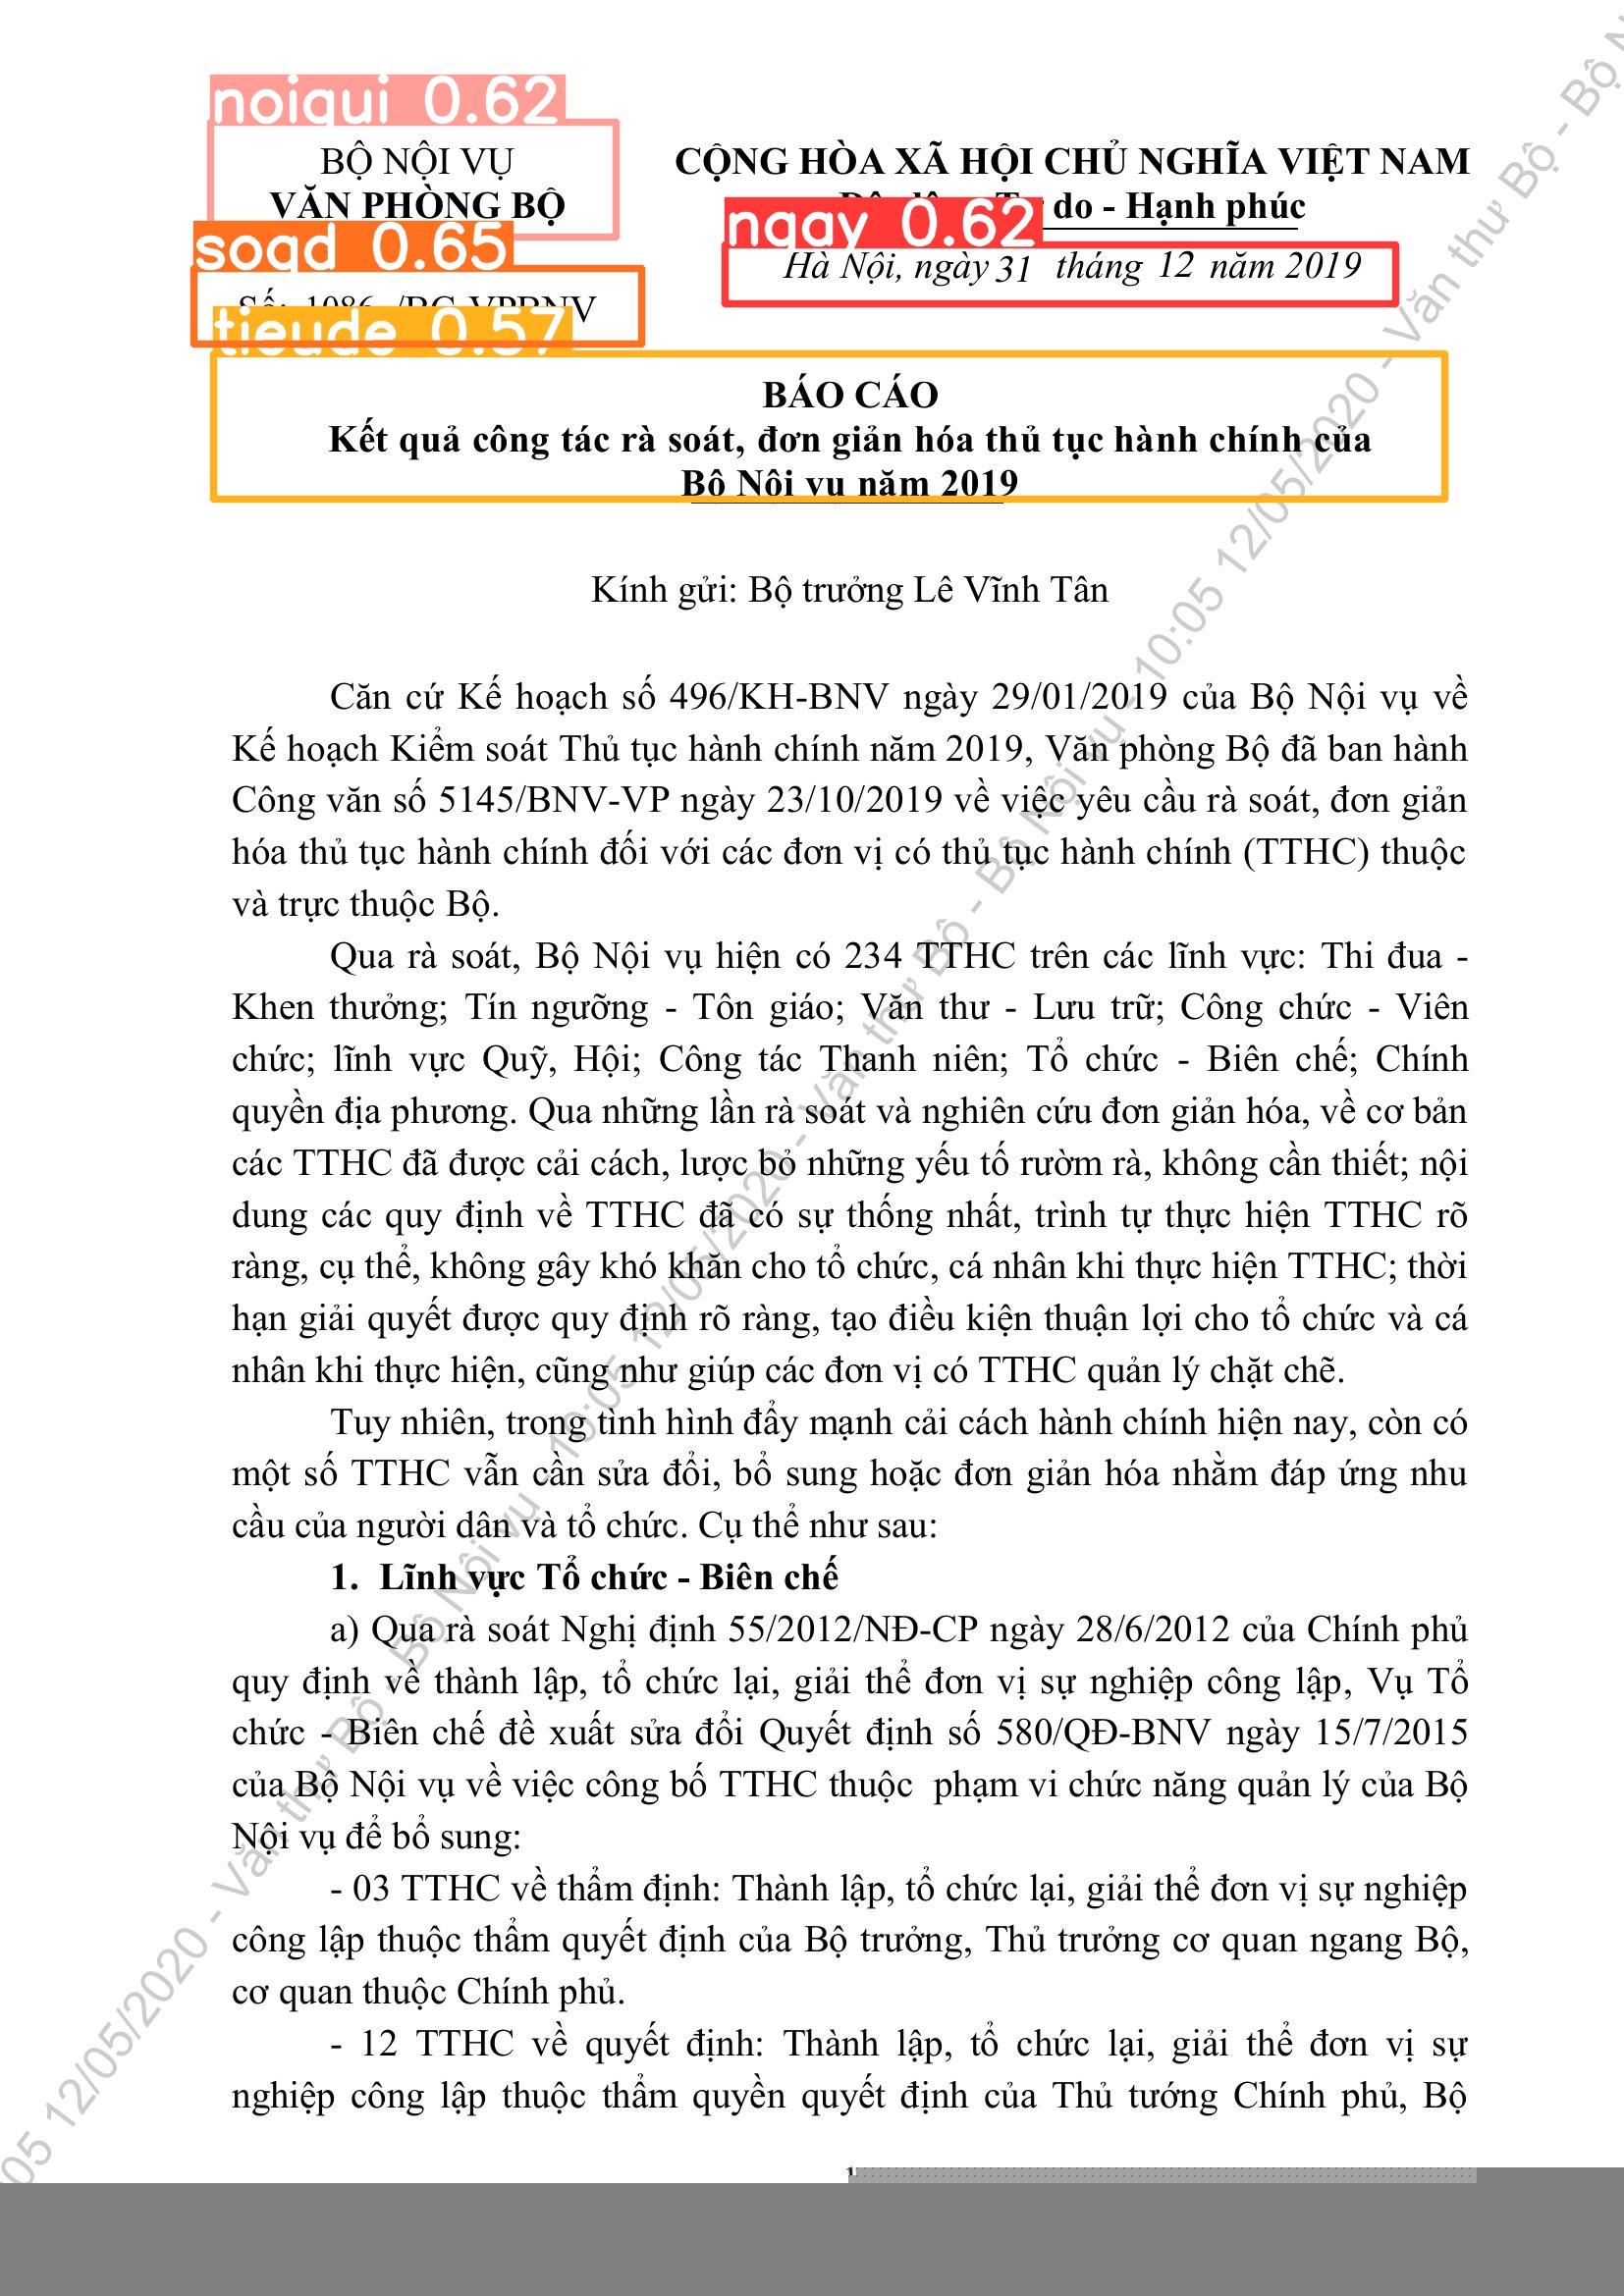 noiqui 0.62
BỘ NỘI VỤ
VĂN PHÒNG BỘ
CỘNG HÒA XÃ HỘI CHỦ NGHĨA VIỆT NAM
do - Hạnh phúc
ngay 0.62
soqd 0.65
Hà Nội, ngày 31 tháng 12 năm 2019
Số: 1086 /BC-VPBNV
tieude 0.57
BÁO CÁO
Kết quả công tác rà soát, đơn giản hóa thủ tục hành chính của
Bộ Nội vụ năm 2019
Kính gửi: Bộ trưởng Lê Vĩnh Tân
Căn cứ Kế hoạch số 496/KH-BNV ngày 29/01/2019 của Bộ Nội vụ về
Kế hoạch Kiểm soát Thủ tục hành chính năm 2019, Văn phòng Bộ đã ban hành
Công văn số 5145/BNV-VP ngày 23/10/2019 về việc yêu cầu rà soát, đơn giản
hóa thủ tục hành chính đối với các đơn vị có thủ tục hành chính (TTHC) thuộc
và trực thuộc Bộ.
Qua rà soát, Bộ Nội vụ hiện có 234 TTHC trên các lĩnh vực: Thi đua -
Khen thưởng; Tín ngưỡng - Tôn giáo; Văn thư - Lưu trữ; Công chức - Viên
chức; lĩnh vực Quỹ, Hội; Công tác Thanh niên; Tổ chức - Biên chế; Chính
quyền địa phương. Qua những lần rà soát và nghiên cứu đơn giản hóa, về cơ bản
các TTHC đã được cải cách, lược bỏ những yếu tố rườm rà, không cần thiết; nội
dung các quy định về TTHC đã có sự thống nhất, trình tự thực hiện TTHC rõ
ràng, cụ thể, không gây khó khăn cho tổ chức, cá nhân khi thực hiện TTHC; thời
hạn giải quyết được quy định rõ ràng, tạo điều kiện thuận lợi cho tổ chức và cá
nhân khi thực hiện, cũng như giúp các đơn vị có TTHC quản lý chặt chẽ.
Tuy nhiên, trong tình hình đẩy mạnh cải cách hành chính hiện nay, còn có
một số TTHC vẫn cần sửa đổi, bổ sung hoặc đơn giản hóa nhằm đáp ứng nhu
cầu của người dân và tổ chức. Cụ thể như sau:
1. Lĩnh vực Tổ chức - Biên chế
a) Qua rà soát Nghị định 55/2012/NĐ-CP ngày 28/6/2012 của Chính phủ
quy định về thành lập, tổ chức lại, giải thể đơn vị sự nghiệp công lập, Vụ Tổ
chức - Biên chế đề xuất sửa đổi Quyết định số 580/QĐ-BNV ngày 15/7/2015
của Bộ Nội vụ về việc công bố TTHC thuộc phạm vi chức năng quản lý của Bộ
Nội vụ để bổ sung:
- 03 TTHC về thẩm định: Thành lập, tổ chức lại, giải thể đơn vị sự nghiệp
công lập thuộc thẩm quyết định của Bộ trưởng, Thủ trưởng cơ quan ngang Bộ,
cơ quan thuộc Chính phủ.
- 12 TTHC về quyết định: Thành lập, tổ chức lại, giải thể đơn vị sự
nghiệp công lập thuộc thẩm quyền quyết định của Thủ tướng Chính phủ, Bộ
05 12/05/2020 - Văn thư Bộ - Bộ Nội vụ - 10:05 12/05/2020 - Văn thư Bộ - Bộ Nội vụ - 10:05 12/05/2020 - Văn thư Bộ - Bộ